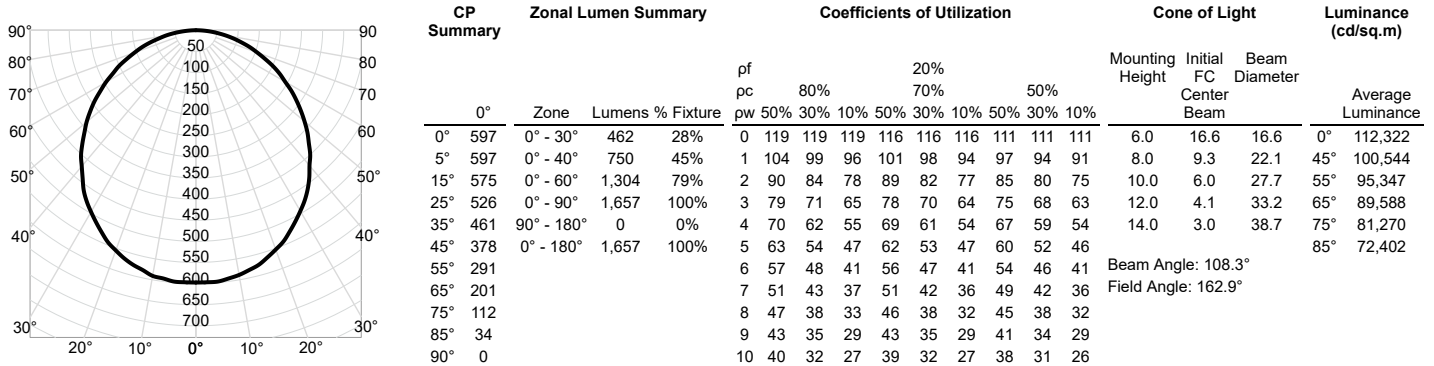 90° 90
80° 80
70° 70
60° 60
50° 50°
40° 40°
30° 30°
20° 10° 0° 10° 20°
50
100
150
200
250
300
350
400
450
500
550
600
650
700
CP Summary
0°
0° 597
5° 597
15° 575
25° 526
35° 461
45° 378
55° 291
65° 201
75° 112
85° 34
90° 0
Zonal Lumen Summary
Zone Lumens % Fixture
0° - 30° 462 28%
0° - 40° 750 45%
0° - 60° 1,304 79%
0° - 90° 1,657 100%
90° - 180° 0 0%
0° - 180° 1,657 100%
Coefficients of Utilization
ρf 20%
ρc 80% 70% 50%
ρw 50% 30% 10% 50% 30% 10% 50% 30% 10%
0 119 119 119 116 116 116 111 111 111
1 104 99 96 101 98 94 97 94 91
2 90 84 78 89 82 77 85 80 75
3 79 71 65 78 70 64 75 68 63
4 70 62 55 69 61 54 67 59 54
5 63 54 47 62 53 47 60 52 46
6 57 48 41 56 47 41 54 46 41
7 51 43 37 51 42 36 49 42 36
8 47 38 33 46 38 32 45 38 32
9 43 35 29 43 35 29 41 34 29
10 40 32 27 39 32 27 38 31 26
Cone of Light
Mounting Height Initial FC Center Beam Beam Diameter
6.0 16.6 16.6
8.0 9.3 22.1
10.0 6.0 27.7
12.0 4.1 33.2
14.0 3.0 38.7
Beam Angle: 108.3°
Field Angle: 162.9°
Luminance
(cd/sq.m)
Average
Luminance
0° 112,322
45° 100,544
55° 95,347
65° 89,588
75° 81,270
85° 72,402